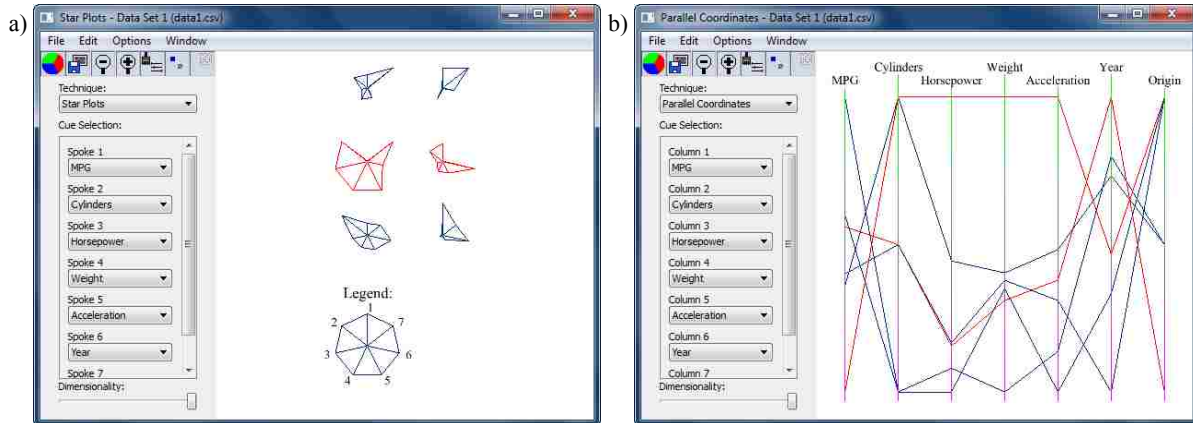 a)
Star Plots - Data Set 1 (data1.csv)
File Edit Options Window
Technique:
Star Plots
Cue Selection:
Spoke 1
MPG
Spoke 2
Cylinders
Spoke 3
Horsepower
Spoke 4
Weight
Spoke 5
Acceleration
Spoke 6
Year
Spoke 7
Dimensionality:
Legend:
1
2 7
3 6
4 5
b)
Parallel Coordinates - Data Set 1 (data1.csv)
File Edit Options Window
Technique:
Parallel Coordinates
Cue Selection:
Column 1
MPG
Column 2
Cylinders
Column 3
Horsepower
Column 4
Weight
Column 5
Acceleration
Column 6
Year
Column 7
Dimensionality:
Cylinders Weight Year
MPG Horsepower Acceleration Origin